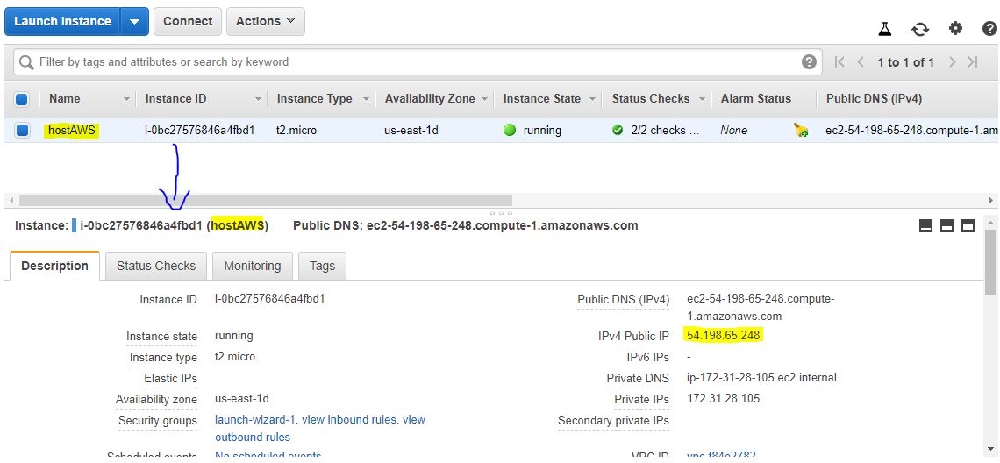 Launch Instance Connect Actions
Filter by tags and attributes or search by keyword 1 to 1 of 1
Name Instance ID Instance Type Availability Zone Instance State Status Checks Alarm Status Public DNS (IPv4)
hostAWS i-0bc27576846a4fbd1 t2.micro us-east-1d running 2/2 checks ... None ec2-54-198-65-248.compute-1.am
Instance: i-0bc27576846a4fbd1 (hostAWS) Public DNS: ec2-54-198-65-248.compute-1.amazonaws.com
Description Status Checks Monitoring Tags
Instance ID i-0bc27576846a4fbd1 Public DNS (IPv4) ec2-54-198-65-248.compute-
1.amazonaws.com
Instance state running IPv4 Public IP 54.198.65.248
Instance type t2.micro IPv6 IPs -
Elastic IPs Private DNS ip-172-31-28-105.ec2.internal
Availability zone us-east-1d Private IPs 172.31.28.105
Security groups launch-wizard-1. view inbound rules. view Secondary private IPs
outbound rules
Scheduled events No scheduled events VPC ID vpc-f84e2782